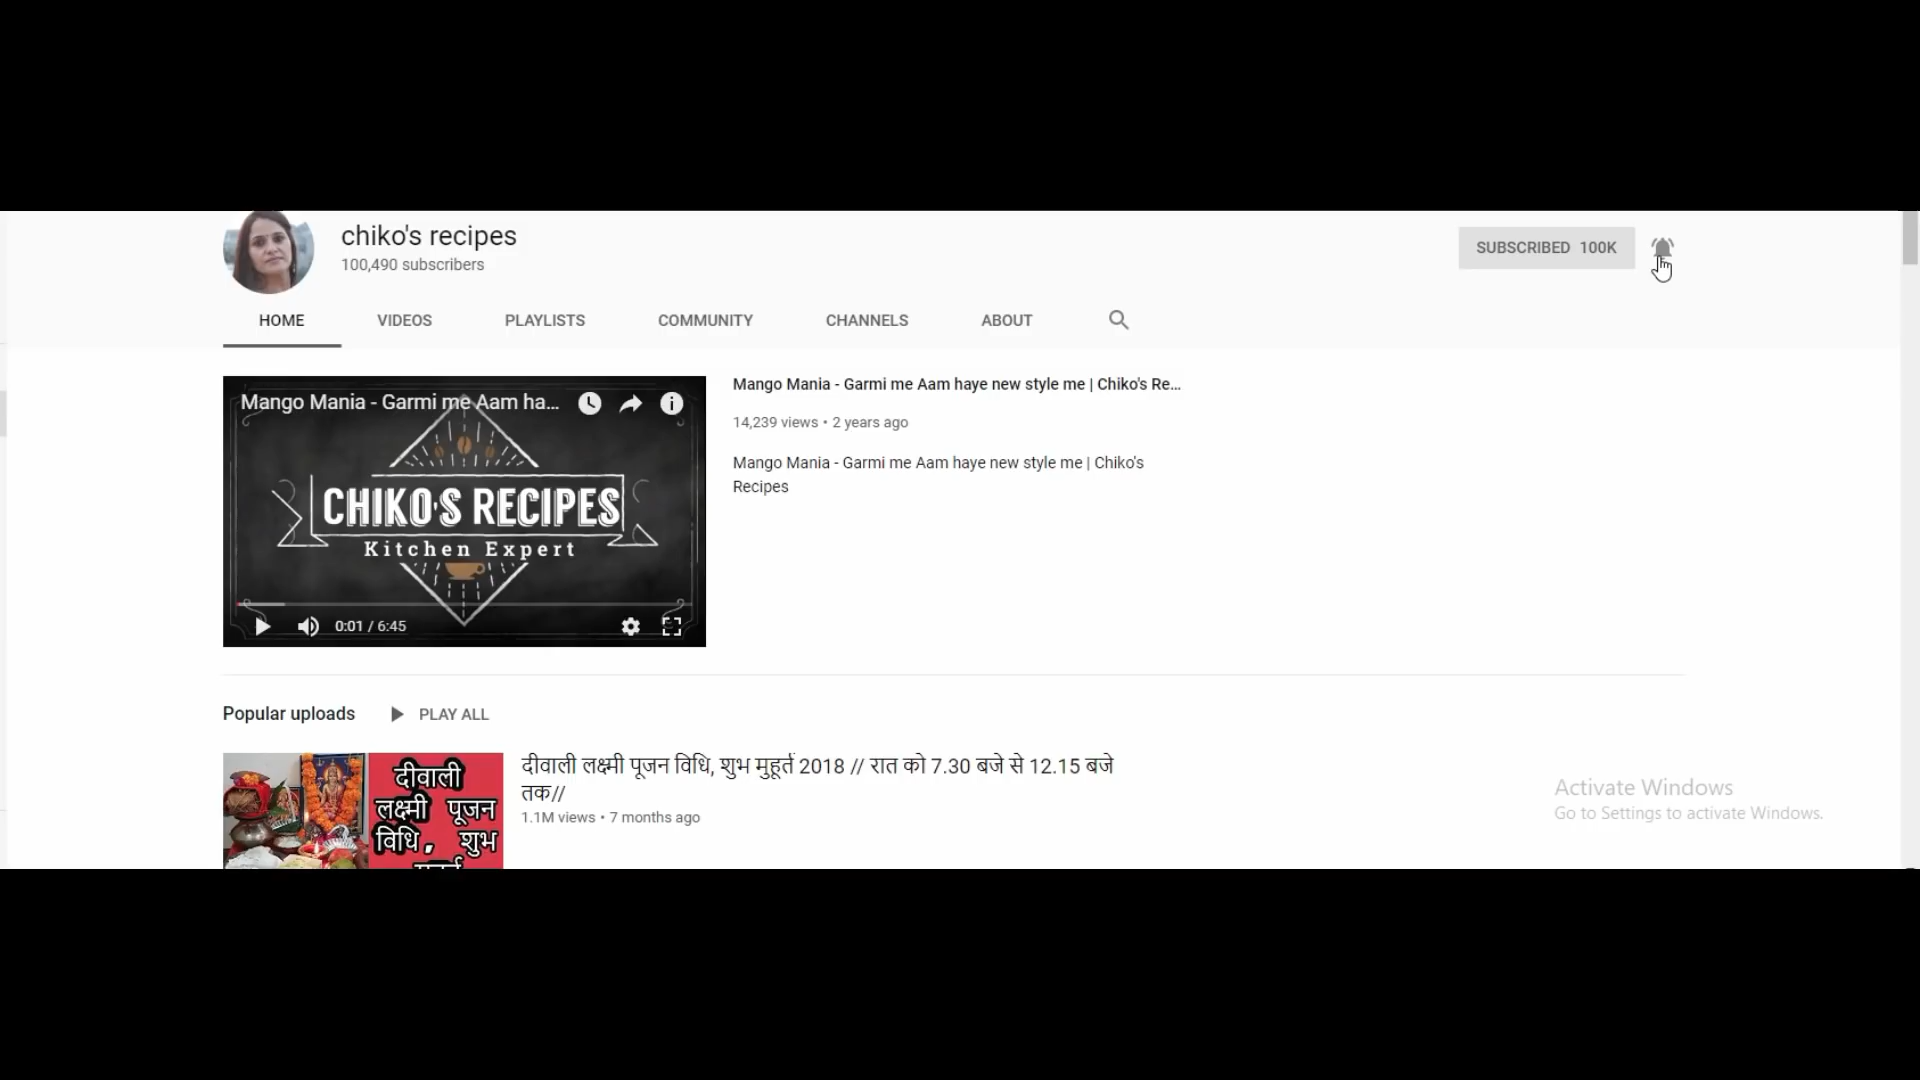 chiko's recipes
100,490 subscribers
SUBSCRIBED 100K
HOME VIDEOS PLAYLISTS COMMUNITY CHANNELS ABOUT
Mango Mania - Garmi me Aam ha...
CHIKO'S RECIPES
Kitchen Expert
0:01 / 6:45
Mango Mania - Garmi me Aam haye new style me | Chiko's Re...
14,239 views • 2 years ago
Mango Mania - Garmi me Aam haye new style me | Chiko's
Recipes
Popular uploads PLAY ALL
दीवाली
लक्ष्मी पूजन
विधि, शुभ
दीवाली लक्ष्मी पूजन विधि, शुभ मुहूर्त 2018 // रात को 7.30 बजे से 12.15 बजे
तक//
1.1M views • 7 months ago
Activate Windows
Go to Settings to activate Windows.